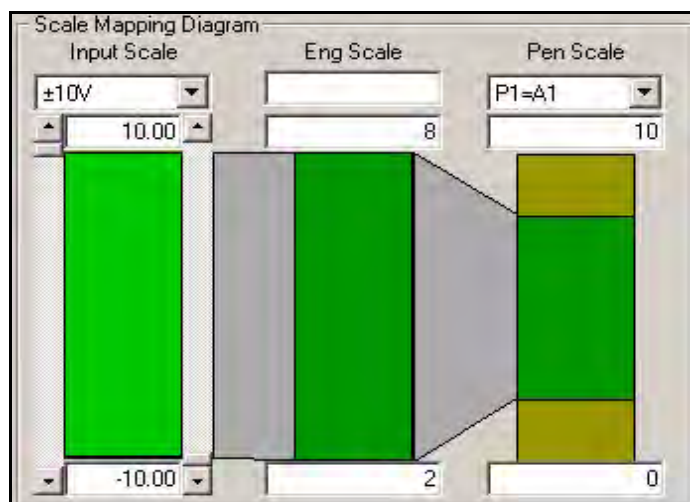 Scale Mapping Diagram
Input Scale Eng Scale Pen Scale
±10V P1=A1
10.00 8 10
-10.00 2 0